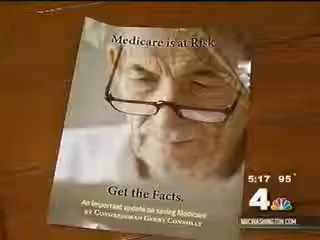 Medicare is at Risk
Get the Facts.
An important update on saving Medicare
BY CONGRESSMAN GERRY CONNOLLY
5:17 95°
4
NBCWASHINGTON.COM